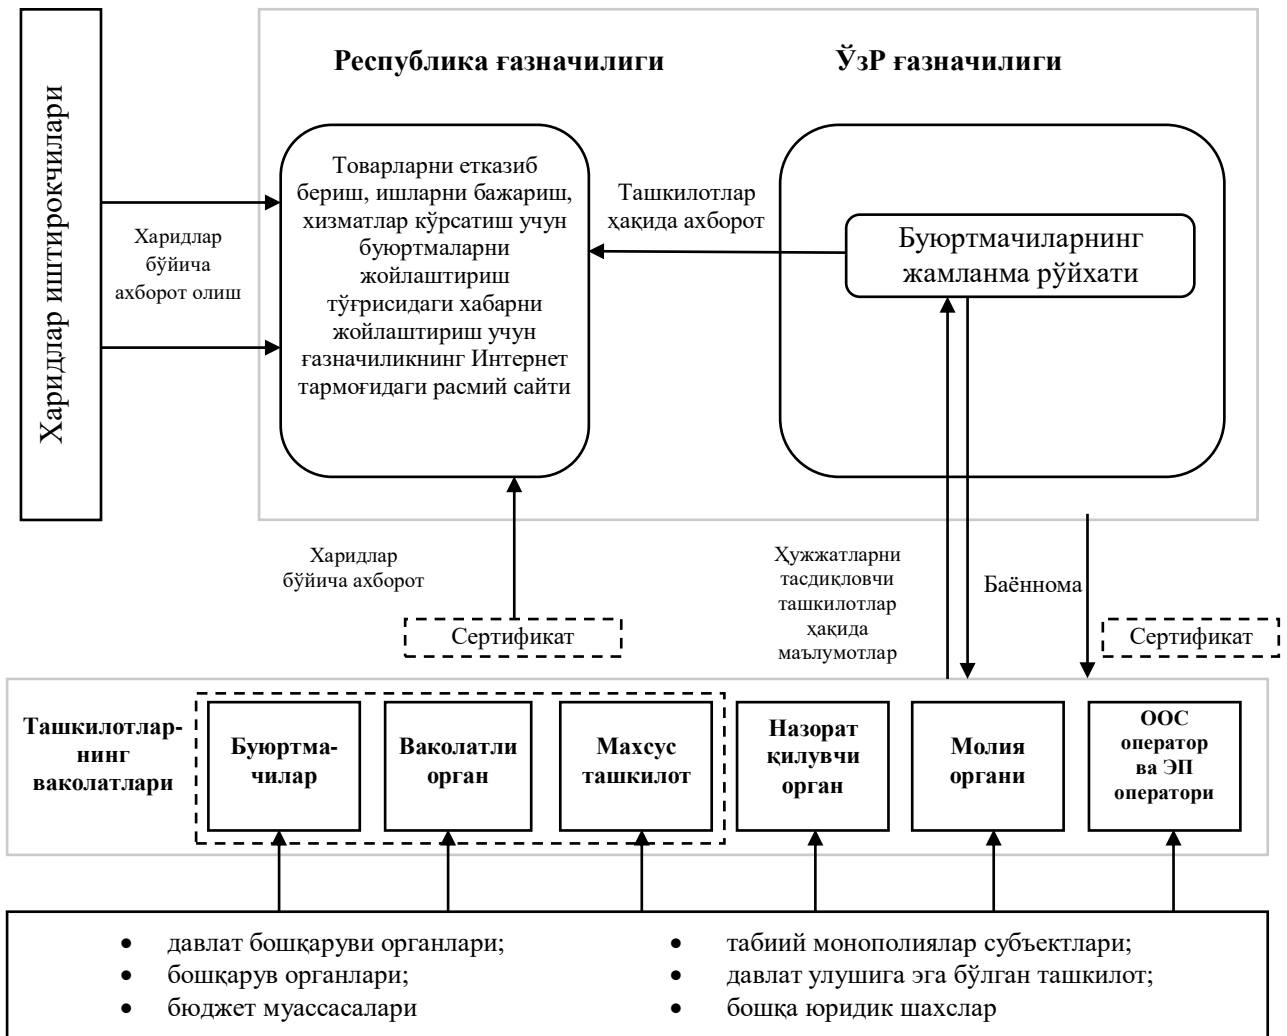 Харидлар иштирокчилари
Республика ғазначилиги
ЎзР ғазначилиги
Товарларни етказиб
бериш, ишларни бажариш,
хизматлар кўрсатиш учун
буюртмаларни
жойлаштириш
тўғрисидаги хабарни
жойлаштириш учун
ғазначиликнинг Интернет
тармоғидаги расмий сайти
Харидлар
бўйича
ахборот олиш
Ташкилотлар
ҳақида ахборот
Буюртмачиларнинг
жамланма рўйхати
Харидлар
бўйича ахборот
Сертификат
Ҳужжатларни
тасдиқловчи
ташкилотлар
ҳақида
маълумотлар
Баённома
Сертификат
Ташкилотлар-
нинг
ваколатлари
Буюртма-
чилар
Ваколатли
орган
Махсус
ташкилот
Назорат
қилувчи
орган
Молия
органи
ООС
оператор
ва ЭП
оператори
• давлат бошқаруви органлари;
• бошқарув органлари;
• бюджет муассасалари
• табиий монополиялар субъектлари;
• давлат улушига эга бўлган ташкилот;
• бошқа юридик шахслар